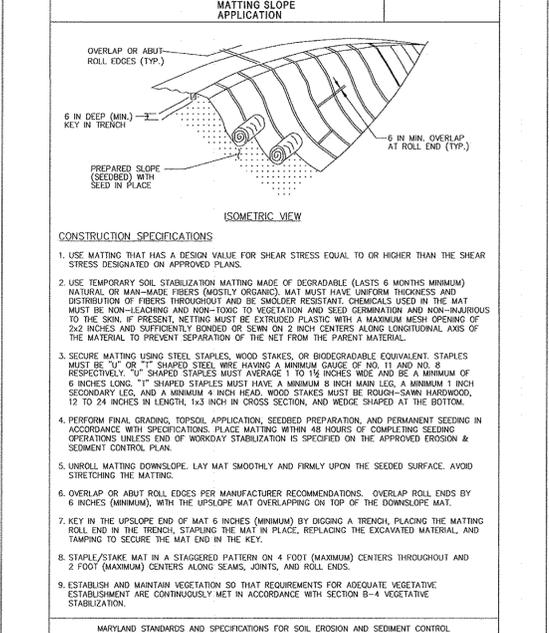 MATTING SLOPE
APPLICATION
OVERLAP OR ABUT
ROLL EDGES (TYP.)
6 IN DEEP (MIN.)
KEY IN TRENCH
6 IN MIN. OVERLAP
AT ROLL END (TYP.)
PREPARED SLOPE
(SEEDBED) WITH
SEED IN PLACE
ISOMETRIC VIEW
CONSTRUCTION SPECIFICATIONS
1. USE MATTING THAT HAS A DESIGN VALUE FOR SHEAR STRESS EQUAL TO OR HIGHER THAN THE SHEAR
STRESS DESIGNATED ON APPROVED PLANS.
2. USE TEMPORARY SOIL STABILIZATION MATTING MADE OF DEGRADABLE (LASTS 6 MONTHS MINIMUM)
NATURAL OR MAN-MADE FIBERS (MOSTLY ORGANIC). MAT MUST HAVE UNIFORM THICKNESS AND
DISTRIBUTION OF FIBERS THROUGHOUT AND BE SMOLDER RESISTANT. CHEMICALS USED IN THE MAT
MUST BE NON-LEACHING AND NON-TOXIC TO VEGETATION AND SEED GERMINATION AND NON-INJURIOUS
TO THE SKIN. IF PRESENT, NETTING MUST BE EXTRUDED PLASTIC WITH A MAXIMUM MESH OPENING OF
2x2 INCHES AND SUFFICIENTLY BONDED OR SEWN ON 2 INCH CENTERS ALONG LONGITUDINAL AXIS OF
THE MATERIAL TO PREVENT SEPARATION OF THE NET FROM THE PARENT MATERIAL.
3. SECURE MATTING USING STEEL STAPLES, WOOD STAKES, OR BIODEGRADABLE EQUIVALENT. STAPLES
MUST BE "U" OR "T" SHAPED STEEL WIRE HAVING A MINIMUM GAUGE OF NO. 11 AND NO. 8
RESPECTIVELY. "U" SHAPED STAPLES MUST AVERAGE 1 TO 1½ INCHES WIDE AND BE A MINIMUM OF
6 INCHES LONG. "T" SHAPED STAPLES MUST HAVE A MINIMUM 8 INCH MAIN LEG, A MINIMUM 1 INCH
SECONDARY LEG, AND A MINIMUM 4 INCH HEAD. WOOD STAKES MUST BE ROUGH-SAWN HARDWOOD,
12 TO 24 INCHES IN LENGTH, 1x3 INCH IN CROSS SECTION, AND WEDGE SHAPED AT THE BOTTOM.
4. PERFORM FINAL GRADING, TOPSOIL APPLICATION, SEEDBED PREPARATION, AND PERMANENT SEEDING IN
ACCORDANCE WITH SPECIFICATIONS. PLACE MATTING WITHIN 48 HOURS OF COMPLETING SEEDING
OPERATIONS UNLESS END OF WORKDAY STABILIZATION IS SPECIFIED ON THE APPROVED EROSION &
SEDIMENT CONTROL PLAN.
5. UNROLL MATTING DOWNSLOPE. LAY MAT SMOOTHLY AND FIRMLY UPON THE SEEDED SURFACE. AVOID
STRETCHING THE MATTING.
6. OVERLAP OR ABUT ROLL EDGES PER MANUFACTURER RECOMMENDATIONS. OVERLAP ROLL ENDS BY
6 INCHES (MINIMUM), WITH THE UPSLOPE MAT OVERLAPPING ON TOP OF THE DOWNSLOPE MAT.
7. KEY IN THE UPSLOPE END OF MAT 6 INCHES (MINIMUM) BY DIGGING A TRENCH, PLACING THE MATTING
ROLL END IN THE TRENCH, STAPLING THE MAT IN PLACE, REPLACING THE EXCAVATED MATERIAL, AND
TAMPING TO SECURE THE MAT END IN THE KEY.
8. STAPLE/STAKE MAT IN A STAGGERED PATTERN ON 4 FOOT (MAXIMUM) CENTERS THROUGHOUT AND
2 FOOT (MAXIMUM) CENTERS ALONG SEAMS, JOINTS, AND ROLL ENDS.
9. ESTABLISH AND MAINTAIN VEGETATION SO THAT REQUIREMENTS FOR ADEQUATE VEGETATIVE
ESTABLISHMENT ARE CONTINUOUSLY MET IN ACCORDANCE WITH SECTION B-4 VEGETATIVE
STABILIZATION.
MARYLAND STANDARDS AND SPECIFICATIONS FOR SOIL EROSION AND SEDIMENT CONTROL